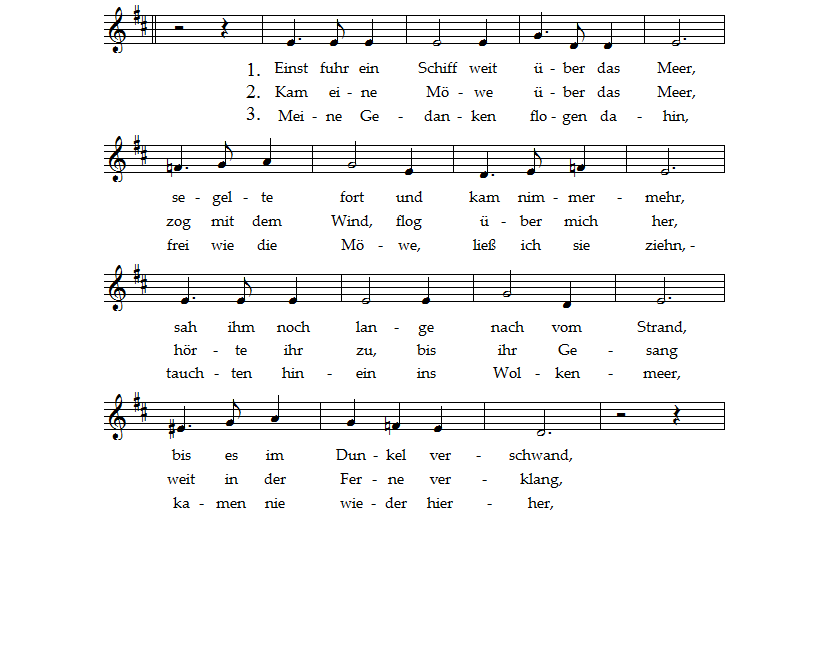 1. Einst fuhr ein Schiff weit ü - ber das Meer,
2. Kam ei - ne Mö - we ü - ber das Meer,
3. Mei - ne Ge - dan - ken flo - gen da - hin,
se - gel - te fort und kam nim - mer - mehr,
zog mit dem Wind, flog ü - ber mich her,
frei wie die Mö - we, ließ ich sie ziehn, -
sah ihm noch lan - ge nach vom Strand,
hör - te ihr zu, bis ihr Ge - sang
tauch - ten hin - ein ins Wol - ken - meer,
bis es im Dun - kel ver - schwand,
weit in der Fer - ne ver - klang,
ka - men nie wie - der hier - her,